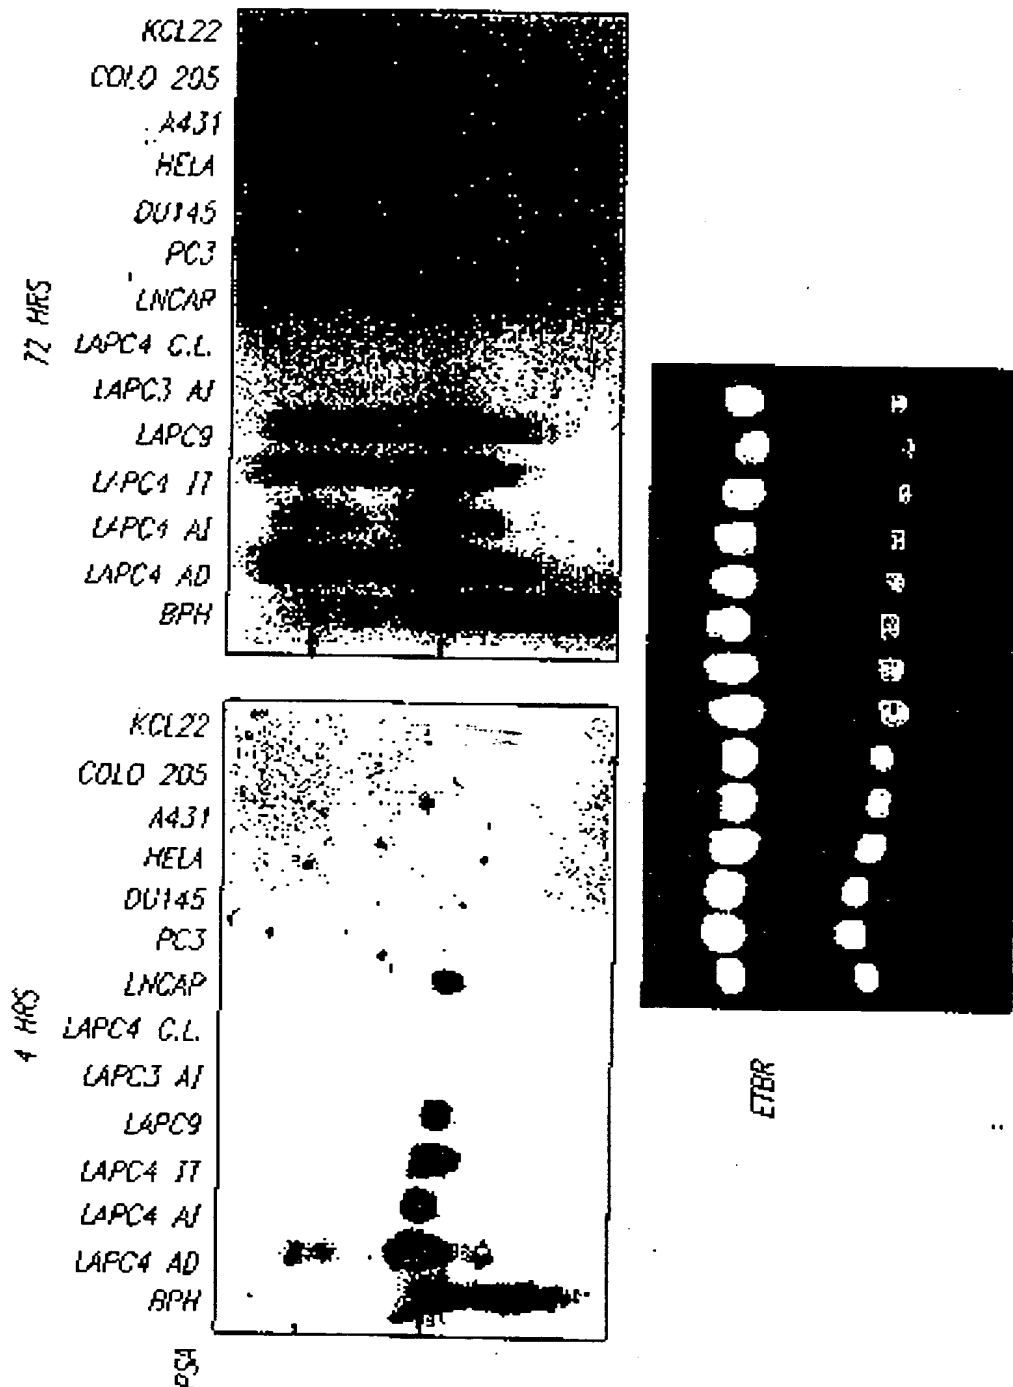 KCL22
COLO 205
A431
HELA
DU145
PC3
LNCAP
LAPC4 C.L.
LAPC3 AI
LAPC9
LAPC4 IT
LAPC4 AI
LAPC4 AD
BPH
72 HRS
KCL22
COLO 205
A431
HELA
DU145
PC3
LNCAP
LAPC4 C.L.
LAPC3 AI
LAPC9
LAPC4 IT
LAPC4 AI
LAPC4 AD
BPH
4 HRS
PSA
ETBR